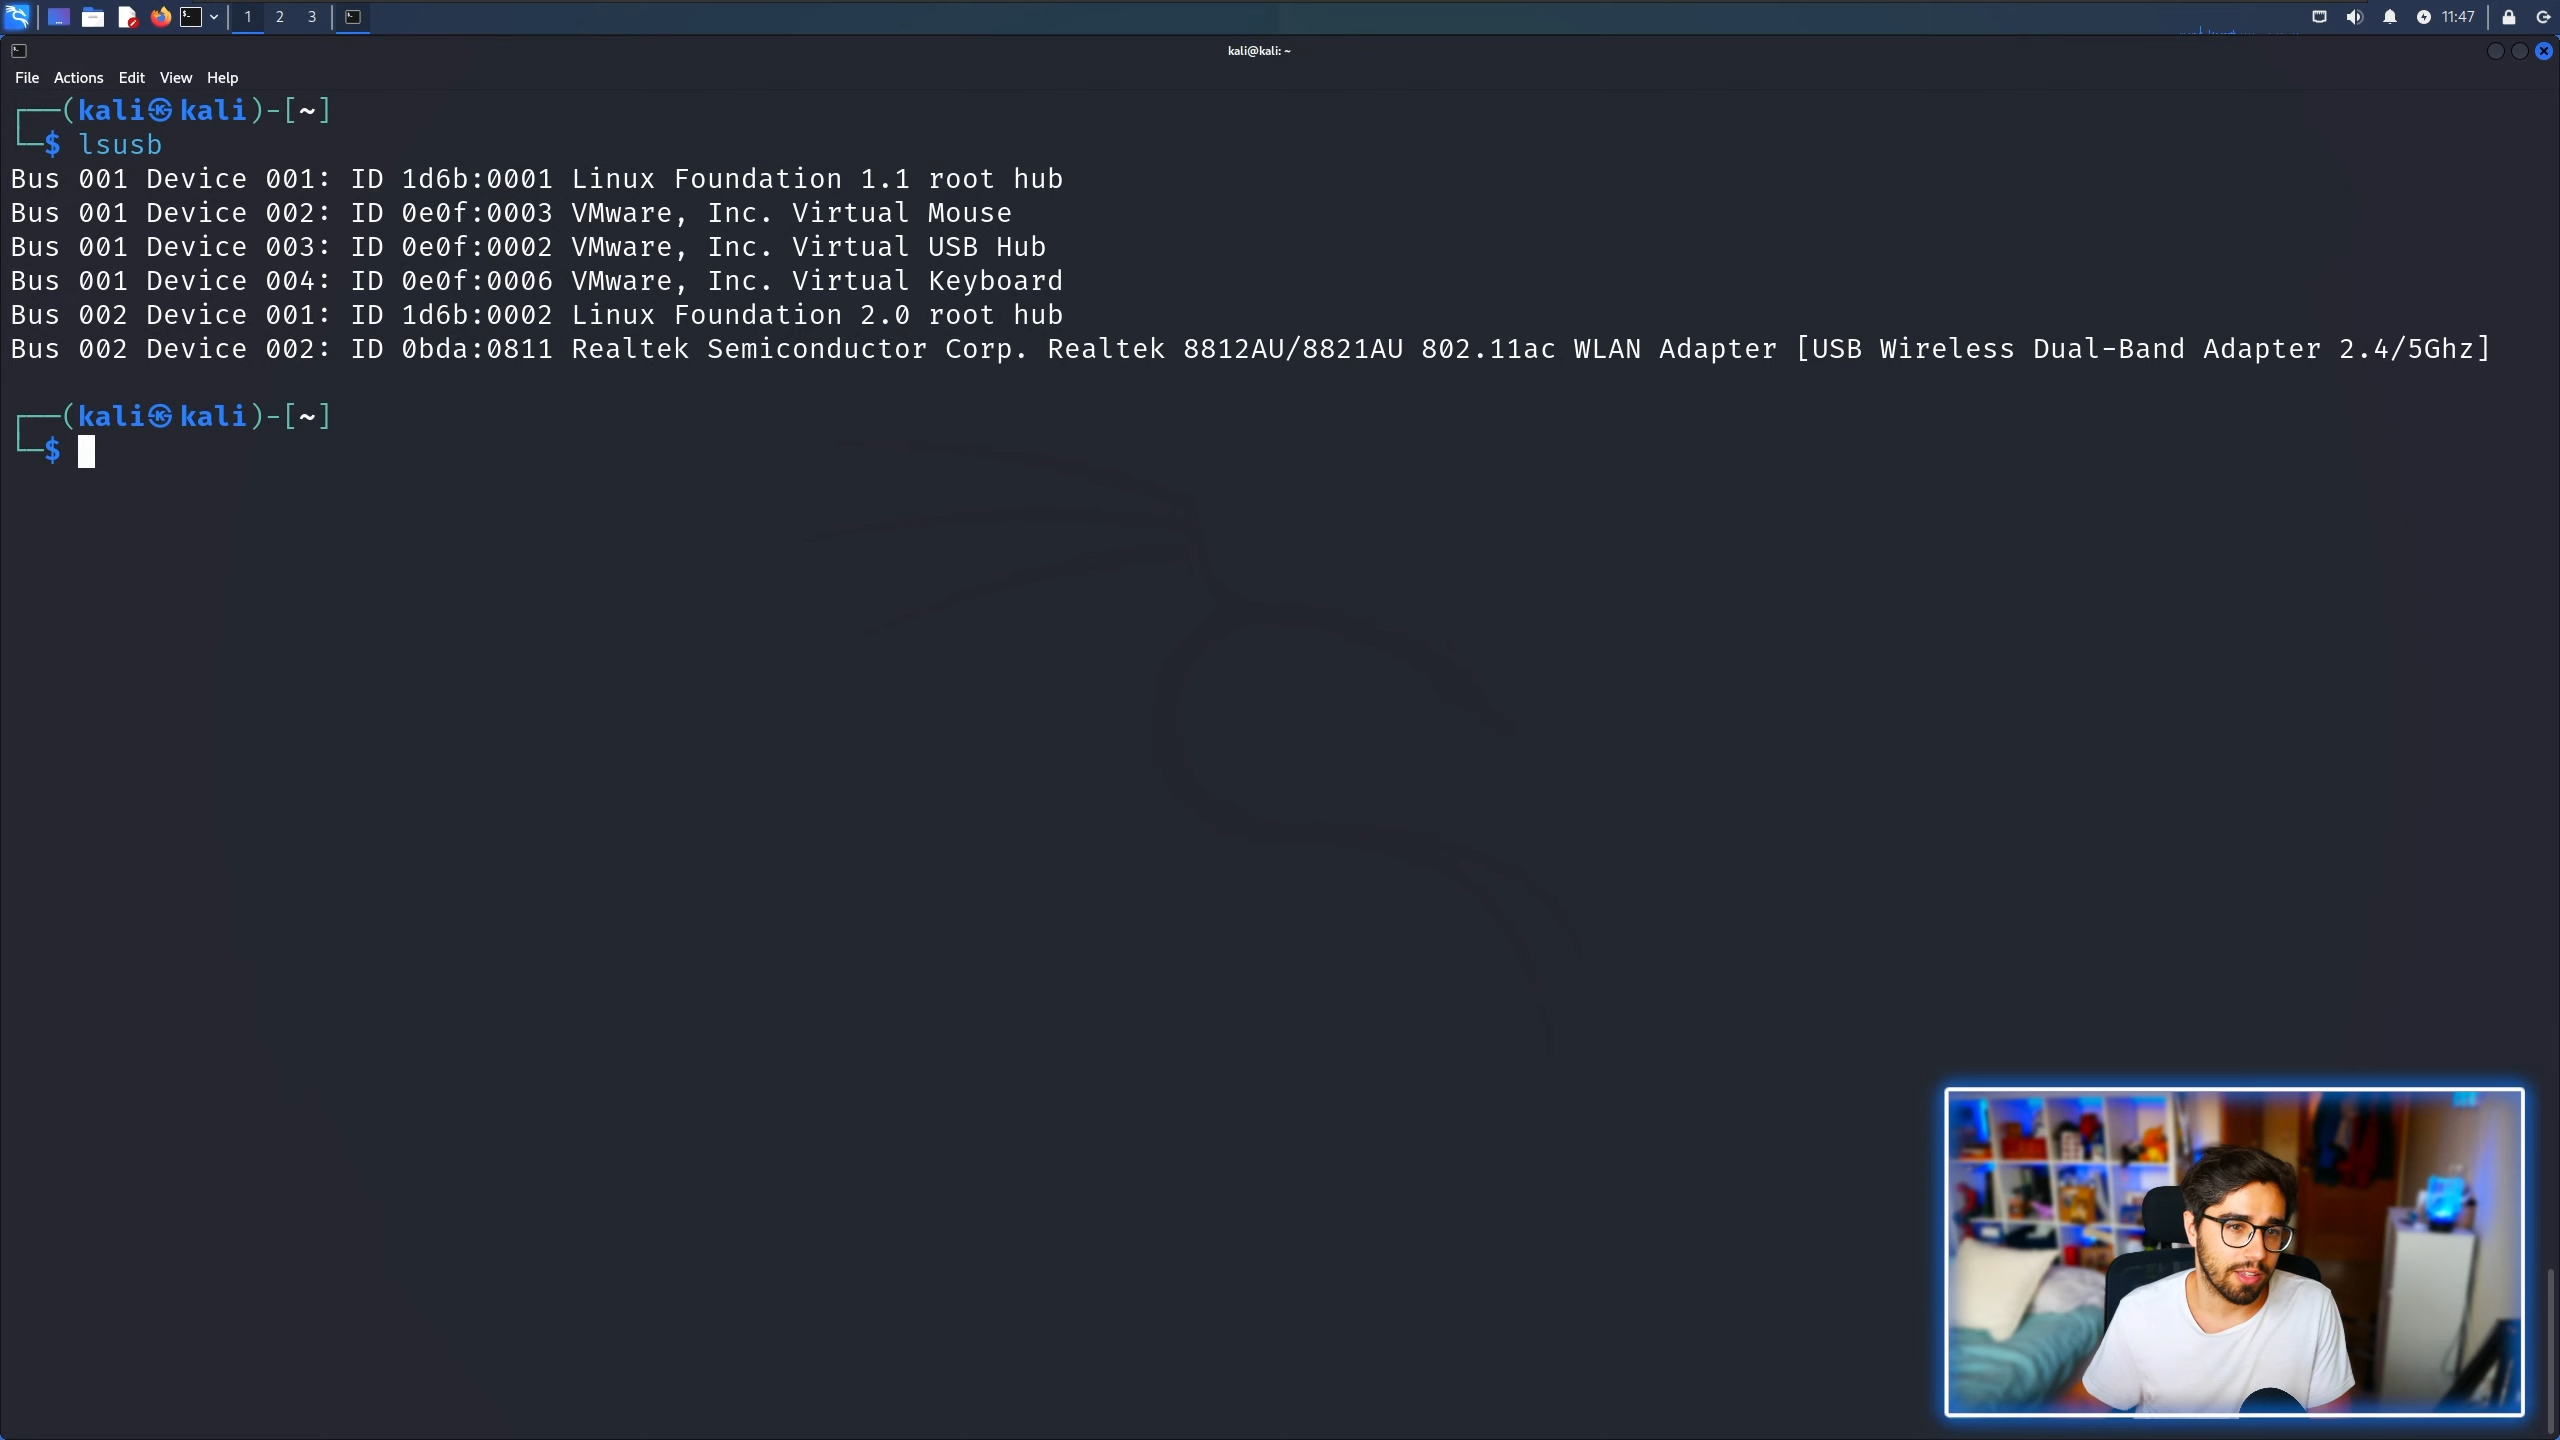 1 2 3 11:47
kali@kali: ~
File Actions Edit View Help
┌──(kali㉿kali)-[~]
└─$ lsusb
Bus 001 Device 001: ID 1d6b:0001 Linux Foundation 1.1 root hub
Bus 001 Device 002: ID 0e0f:0003 VMware, Inc. Virtual Mouse
Bus 001 Device 003: ID 0e0f:0002 VMware, Inc. Virtual USB Hub
Bus 001 Device 004: ID 0e0f:0006 VMware, Inc. Virtual Keyboard
Bus 002 Device 001: ID 1d6b:0002 Linux Foundation 2.0 root hub
Bus 002 Device 002: ID 0bda:0811 Realtek Semiconductor Corp. Realtek 8812AU/8821AU 802.11ac WLAN Adapter [USB Wireless Dual-Band Adapter 2.4/5Ghz]
┌──(kali㉿kali)-[~]
└─$